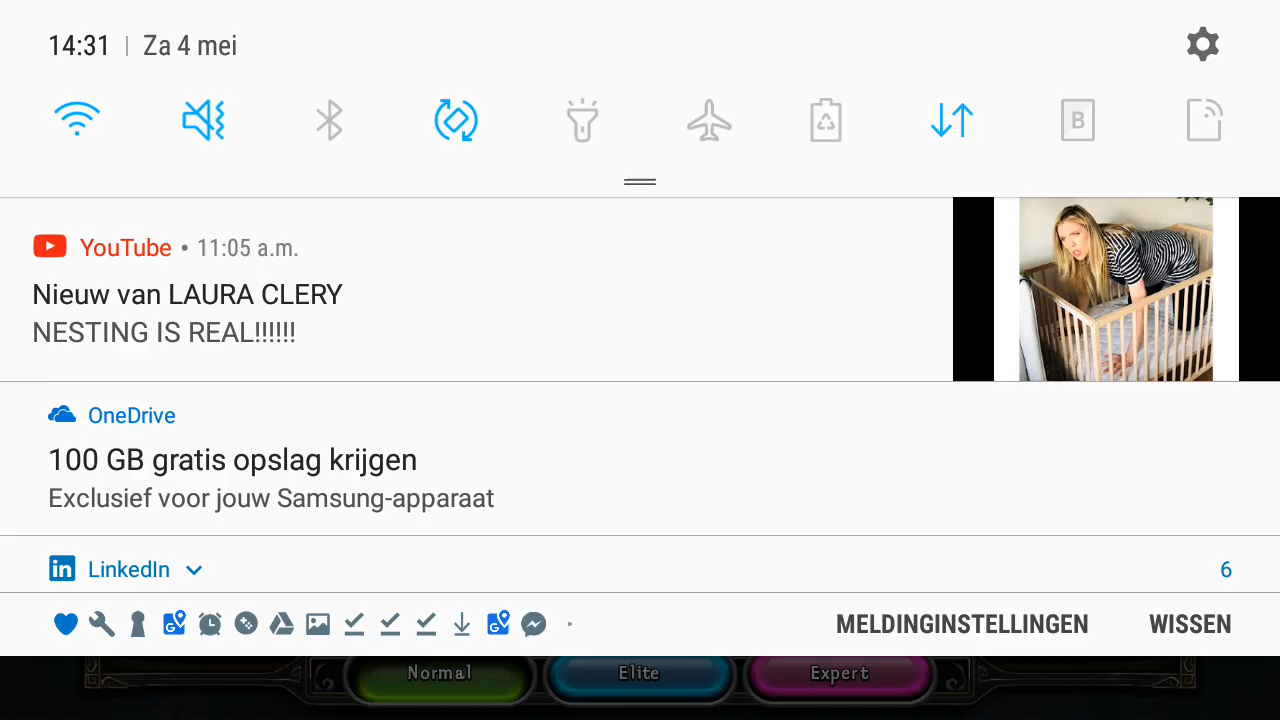 14:31 | Za 4 mei
B
YouTube • 11:05 a.m.
Nieuw van LAURA CLERY
NESTING IS REAL!!!!!!
OneDrive
100 GB gratis opslag krijgen
Exclusief voor jouw Samsung-apparaat
in LinkedIn 6
MELDINGINSTELLINGEN WISSEN
Normal Elite Expert